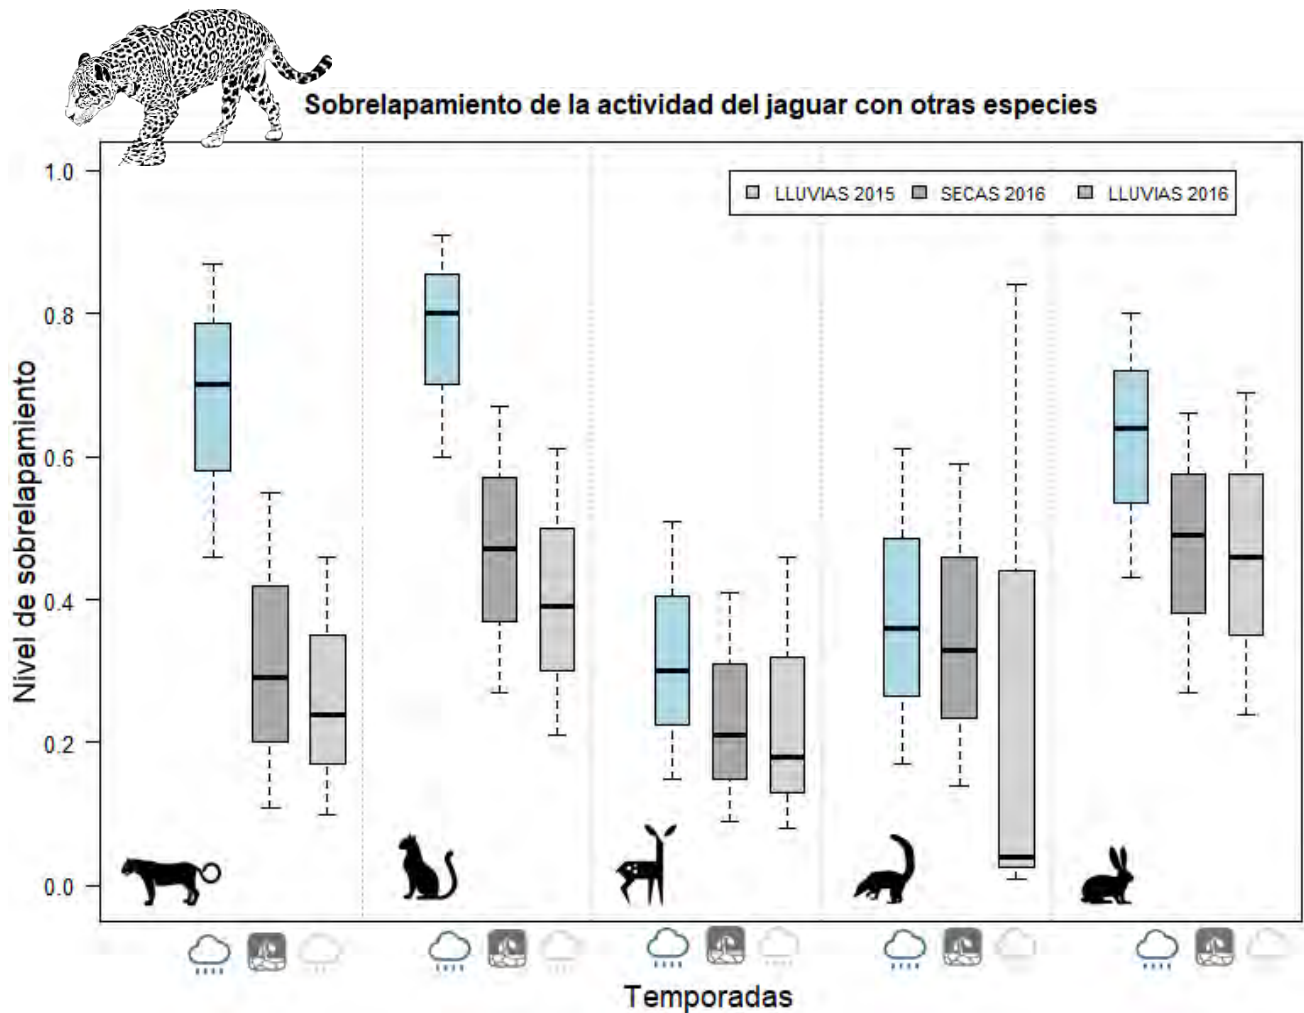 Sobrelapamiento de la actividad del jaguar con otras especies
LLUVIAS 2015 SECAS 2016 LLUVIAS 2016
Nivel de sobrelapamiento
1.0
0.8
0.6
0.4
0.2
0.0
Temporadas